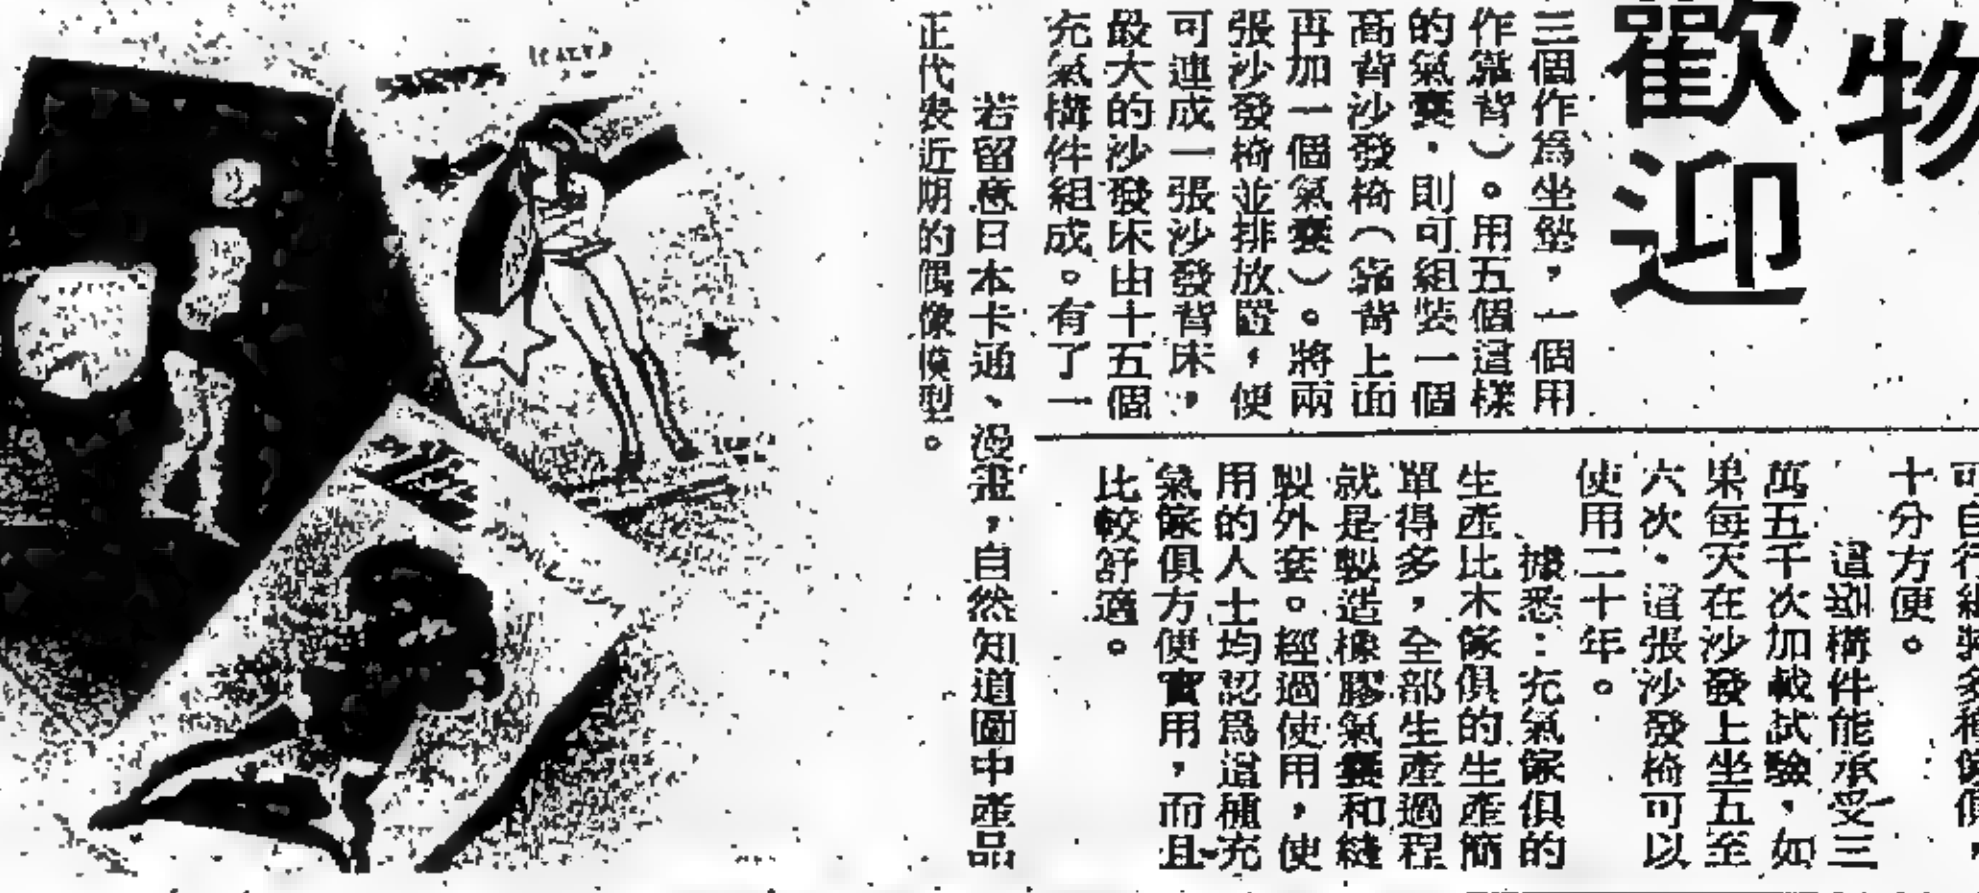 物
歡迎
三個作爲坐墊,一個用
作靠背)。用五個這樣
的氣囊,則可組裝一個
高背沙發椅(靠背上面
再加一個氣囊)。將兩
張沙發椅並排放置,便
可連成一張沙發背床,
最大的沙發床由十五個
充氣構件組成。有了一
十分方便。
這些構件能承受三
萬五千次加載試驗,如
果每天在沙發上坐五至
六次,這張沙發椅可以
使用二十年。
據悉:充氣傢俱的
生產比木傢俱的生產簡
單得多,全部生產過程
就是製造橡膠氣囊和縫
製外套。經過使用,使
用的人士均認爲這種充
氣傢俱方便實用,而且
比較舒適。
若留意日本卡通、漫畫,自然知道圖中產品
正代表近期的偶像模型。